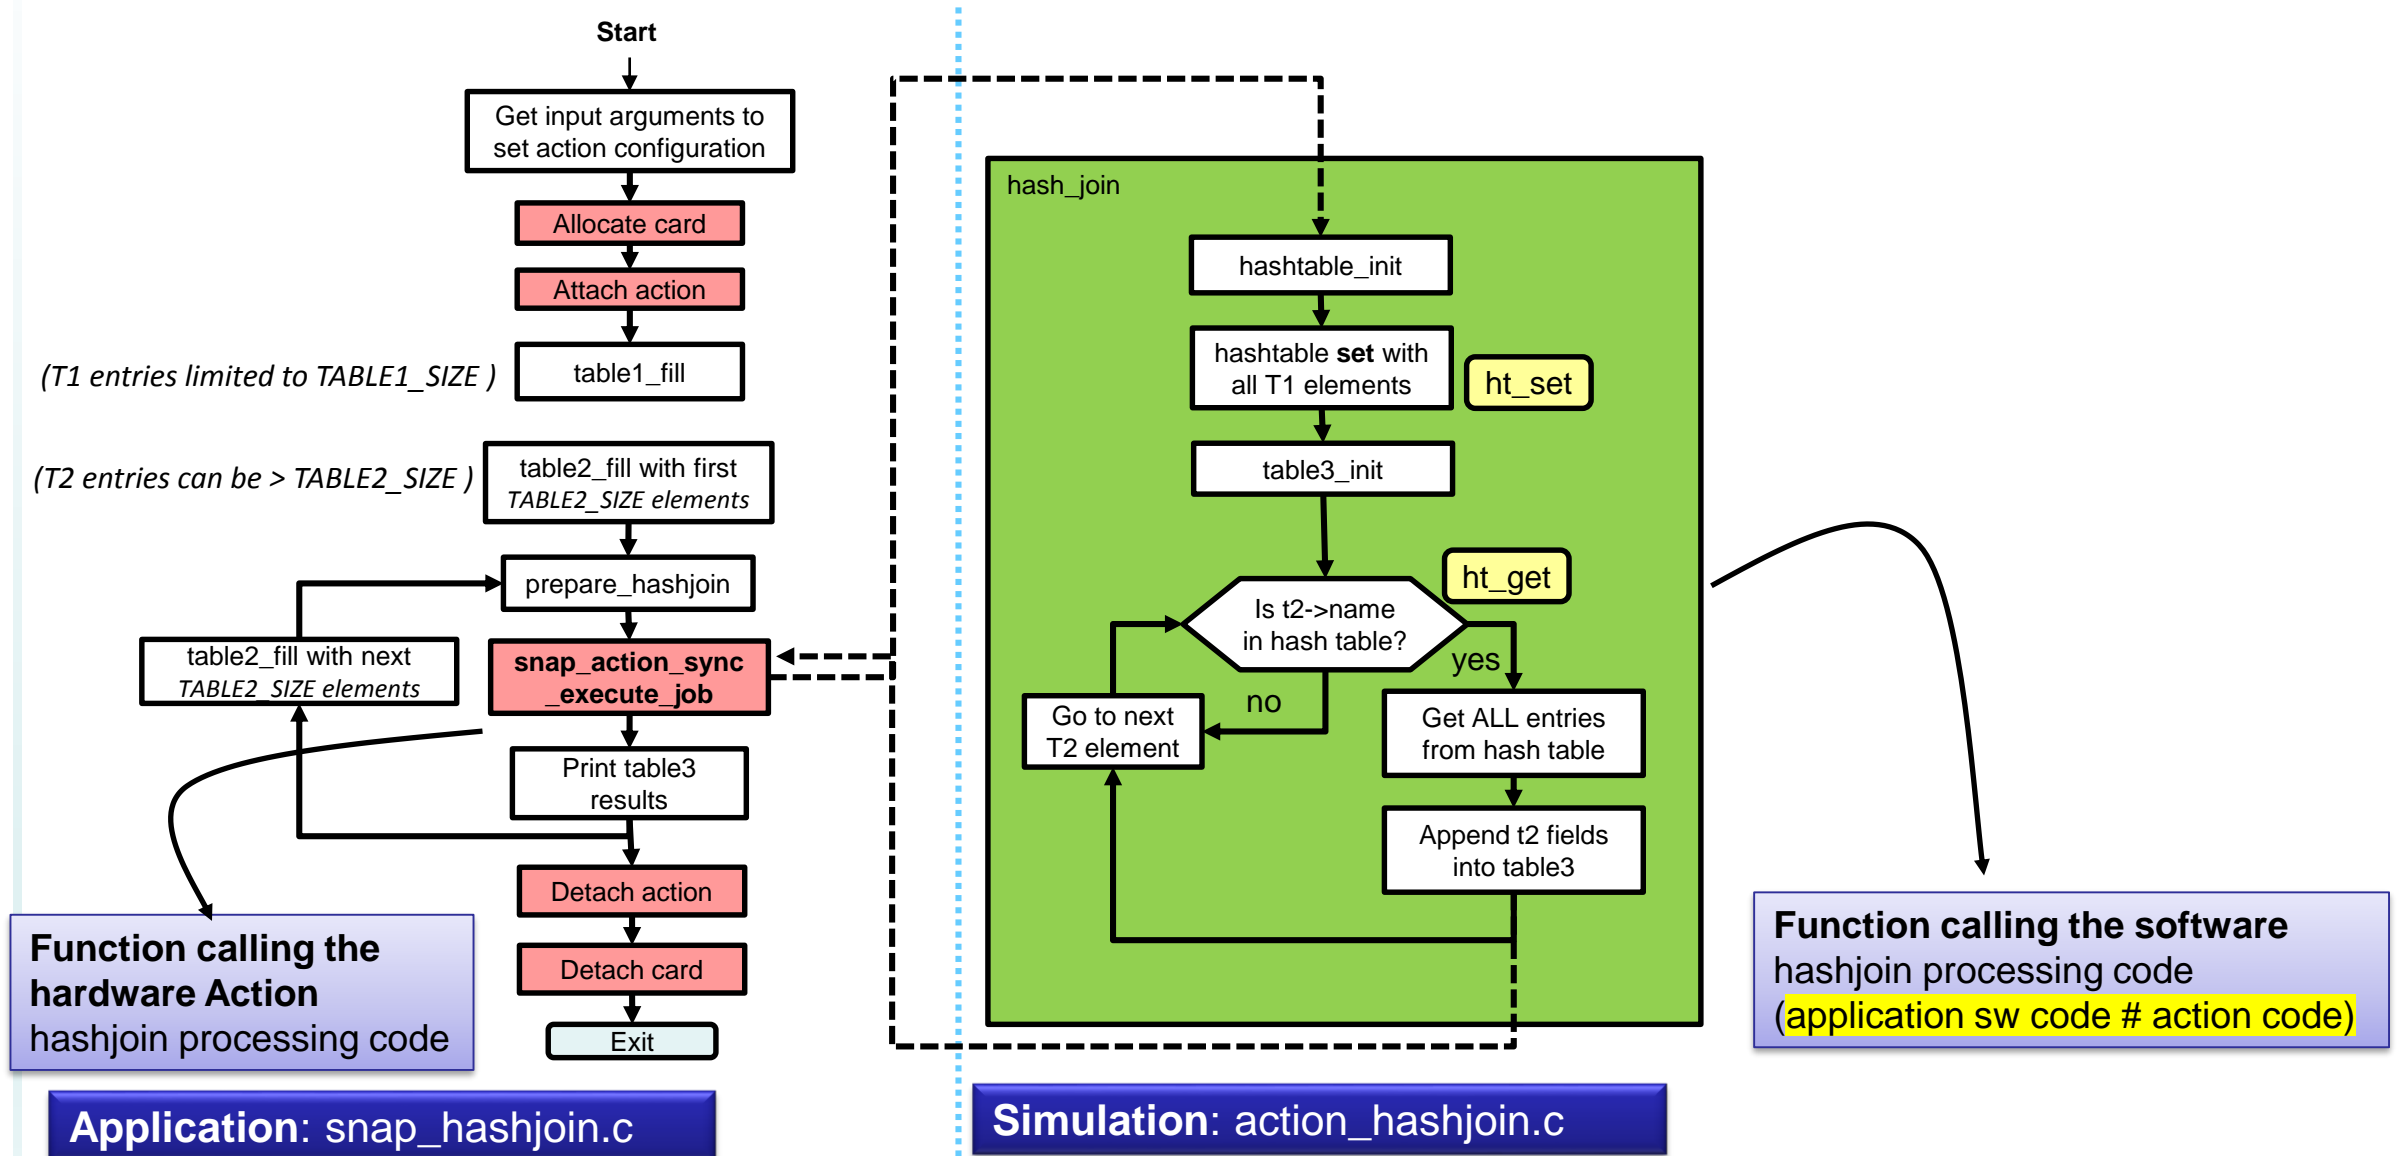 Start
Get input arguments to
set action configuration
Allocate card
Attach action
(T1 entries limited to TABLE1_SIZE )
table1_fill
(T2 entries can be > TABLE2_SIZE )
table2_fill with first
TABLE2_SIZE elements
prepare_hashjoin
table2_fill with next
TABLE2_SIZE elements
snap_action_sync
_execute_job
Print table3
results
Detach action
Detach card
Exit
Function calling the
hardware Action
hashjoin processing code
Application: snap_hashjoin.c
hash_join
hashtable_init
hashtable set with
all T1 elements
ht_set
table3_init
ht_get
Is t2->name
in hash table?
yes
no
Go to next
T2 element
Get ALL entries
from hash table
Append t2 fields
into table3
Function calling the software
hashjoin processing code
(application sw code # action code)
Simulation: action_hashjoin.c